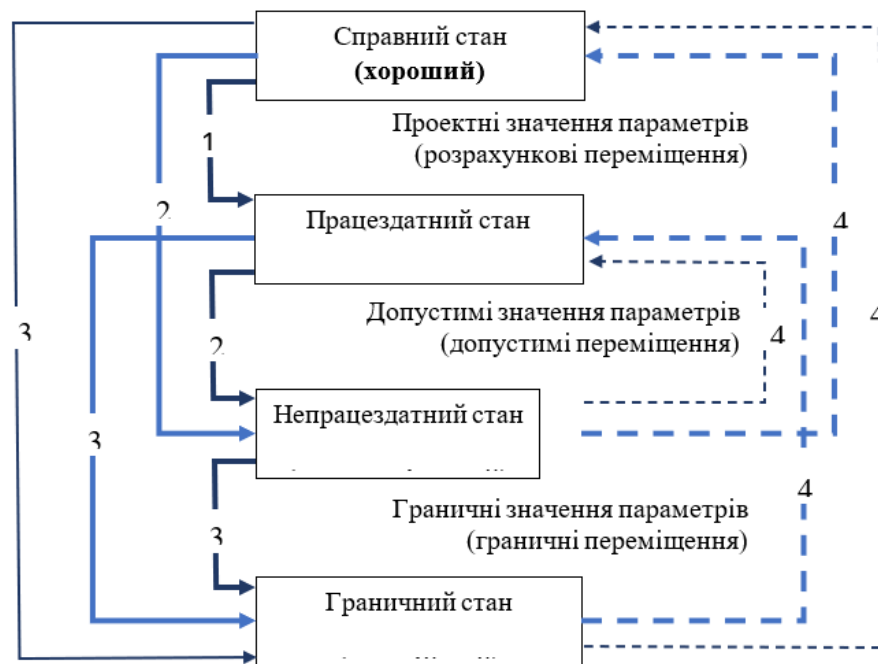 Справний стан
(хороший)
1
Проектні значення параметрів
(розрахункові переміщення)
2
Працездатний стан
4
3
Допустимі значення параметрів
(допустимі переміщення)
2
4
4
Непрацездатний стан
3
Граничні значення параметрів
(граничні переміщення)
3
4
Граничний стан